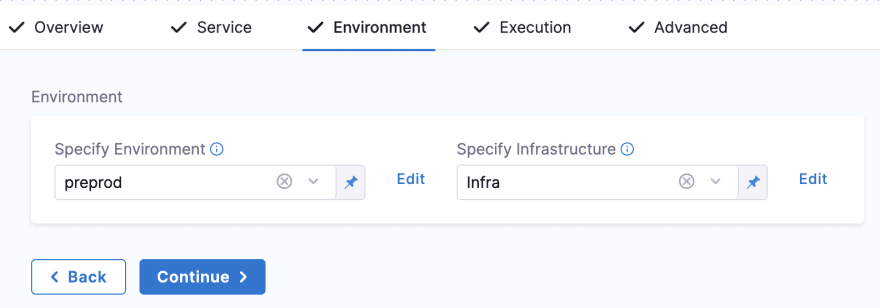 Overview Service Environment Execution Advanced
Environment
Specify Environment Specify Infrastructure
preprod Edit Infra Edit
Back Continue